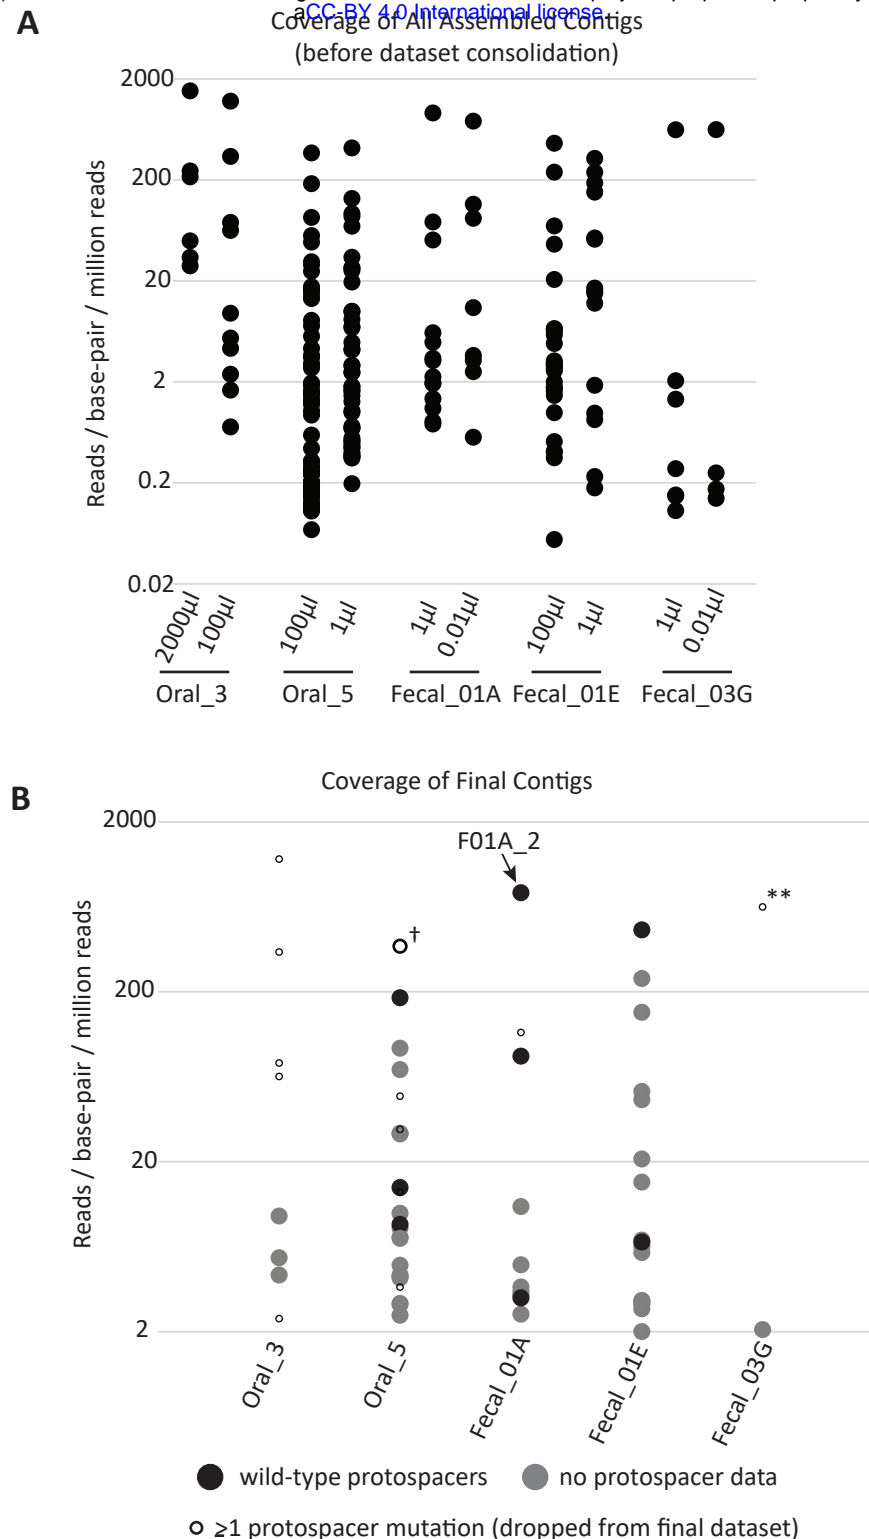 aCC-BY 4.0 International license.
A
Coverage of All Assembled Contigs
(before dataset consolidation)
Reads / base-pair / million reads
2000
200
20
2
0.2
0.02
2000µl
100µl
100µl
1µl
1µl
0.01µl
100µl
1µl
1µl
0.01µl
Oral_3
Oral_5
Fecal_01A
Fecal_01E
Fecal_03G
B
Coverage of Final Contigs
Reads / base-pair / million reads
2000
200
20
2
F01A_2
†
**
Oral_3
Oral_5
Fecal_01A
Fecal_01E
Fecal_03G
wild-type protospacers
no protospacer data
≥1 protospacer mutation (dropped from final dataset)